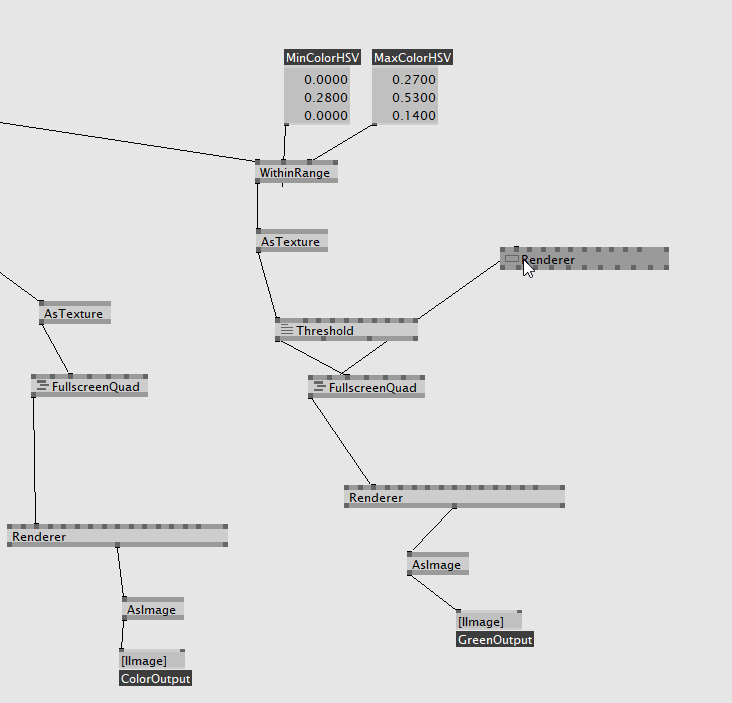 MinColorHSV MaxColorHSV
0.0000 0.2700
0.2800 0.5300
0.0000 0.1400
WithinRange
AsTexture
Renderer
AsTexture
Threshold
FullscreenQuad
FullscreenQuad
Renderer
Renderer
AsImage
AsImage
[IImage]
GreenOutput
[IImage]
ColorOutput